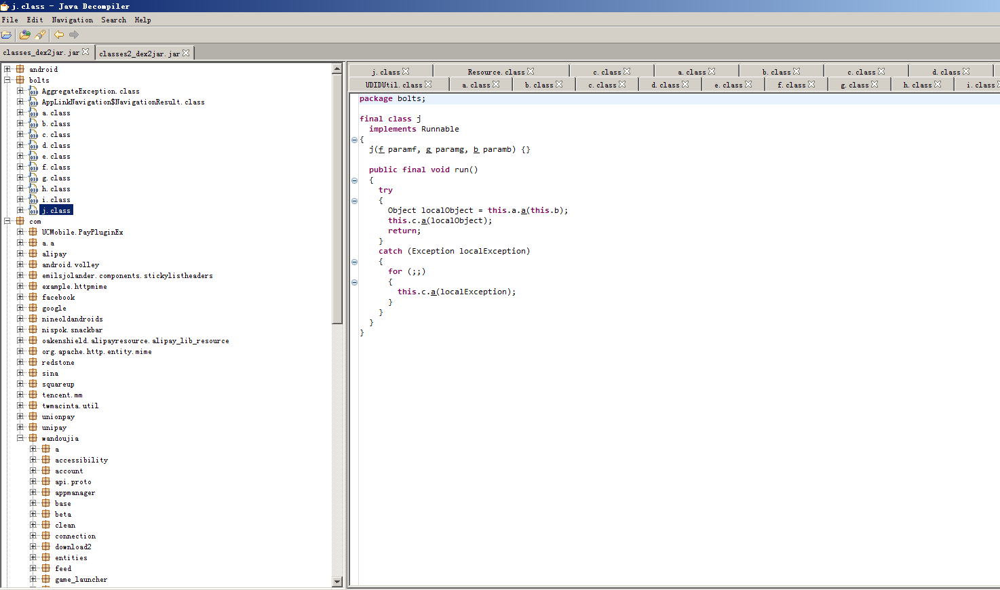 j.class - Java Decompiler
File Edit Navigation Search Help
classes_dex2jar.jar classes2_dex2jar.jar
android
bolts
AggregateException.class
AppLinkNavigation$NavigationResult.class
a.class
b.class
c.class
d.class
e.class
f.class
g.class
h.class
i.class
j.class
com
UCMobile.PayPluginEx
a.a
alipay
android.volley
emilsjolander.components.stickylistheaders
example.httpmime
facebook
google
nineoldandroids
nispok.snackbar
oakenshield.alipayresource.alipay_lib_resource
org.apache.http.entity.mime
redstone
sina
squareup
tencent.mm
twmacinta.util
unionpay
unipay
wandoujia
a
accessibility
account
api.proto
appmanager
base
beta
clean
connection
download2
entities
feed
game_launcher
j.class Resource.class c.class a.class b.class c.class d.class
UDIDUtil.class a.class b.class c.class d.class e.class f.class g.class h.class i.class
package bolts;
final class j
implements Runnable
{
j(f paramf, g paramg, b paramb) {}
public final void run()
{
try
{
Object localObject = this.a.a(this.b);
this.c.a(localObject);
return;
}
catch (Exception localException)
{
for (;;)
{
this.c.a(localException);
}
}
}
}